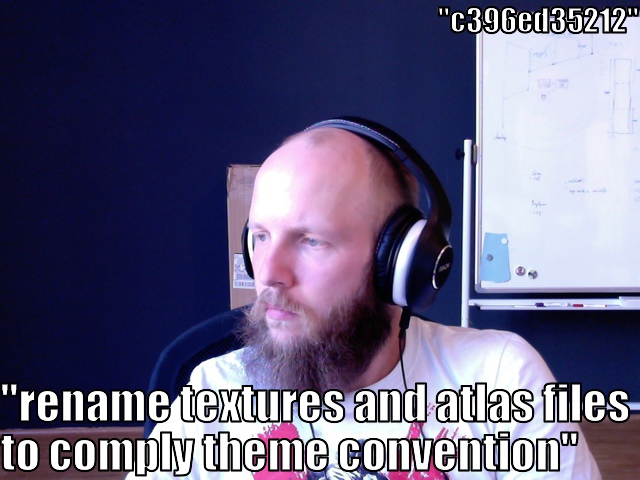 "c396ed35212"
"rename textures and atlas files
to comply theme convention"